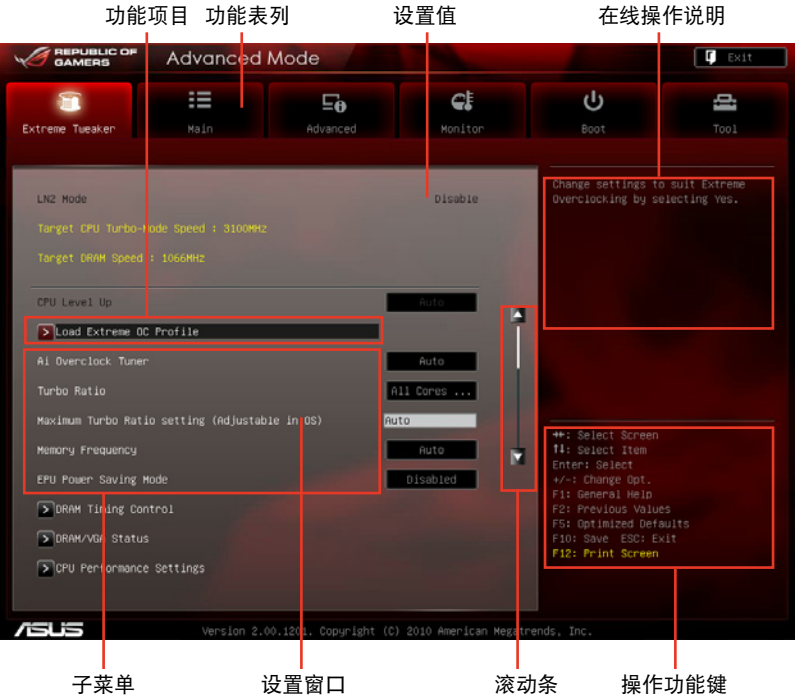 功能项目 功能表列 设置值 在线操作说明
REPUBLIC OF
GAMERS
Advanced Mode
Exit
Extreme Tweaker Main Advanced Monitor Boot Tool
LN2 Mode Disable
Target CPU Turbo-Mode Speed : 3100MHz
Target DRAM Speed : 1066MHz
CPU Level Up Auto
> Load Extreme OC Profile
Ai Overclock Tuner Auto
Turbo Ratio All Cores ...
Maximum Turbo Ratio setting (Adjustable in OS) Auto
Memory Frequency Auto
EPU Power Saving Mode Disabled
> DRAM Timing Control
> DRAM/VGA Status
> CPU Performance Settings
Change settings to suit Extreme
Overclocking by selecting Yes.
→←: Select Screen
↑↓: Select Item
Enter: Select
+/-: Change Opt.
F1: General Help
F2: Previous Values
F5: Optimized Defaults
F10: Save ESC: Exit
F12: Print Screen
ASUS
Version 2.00.1201. Copyright (C) 2010 American Megatrends, Inc.
子菜单 设置窗口 滚动条 操作功能键